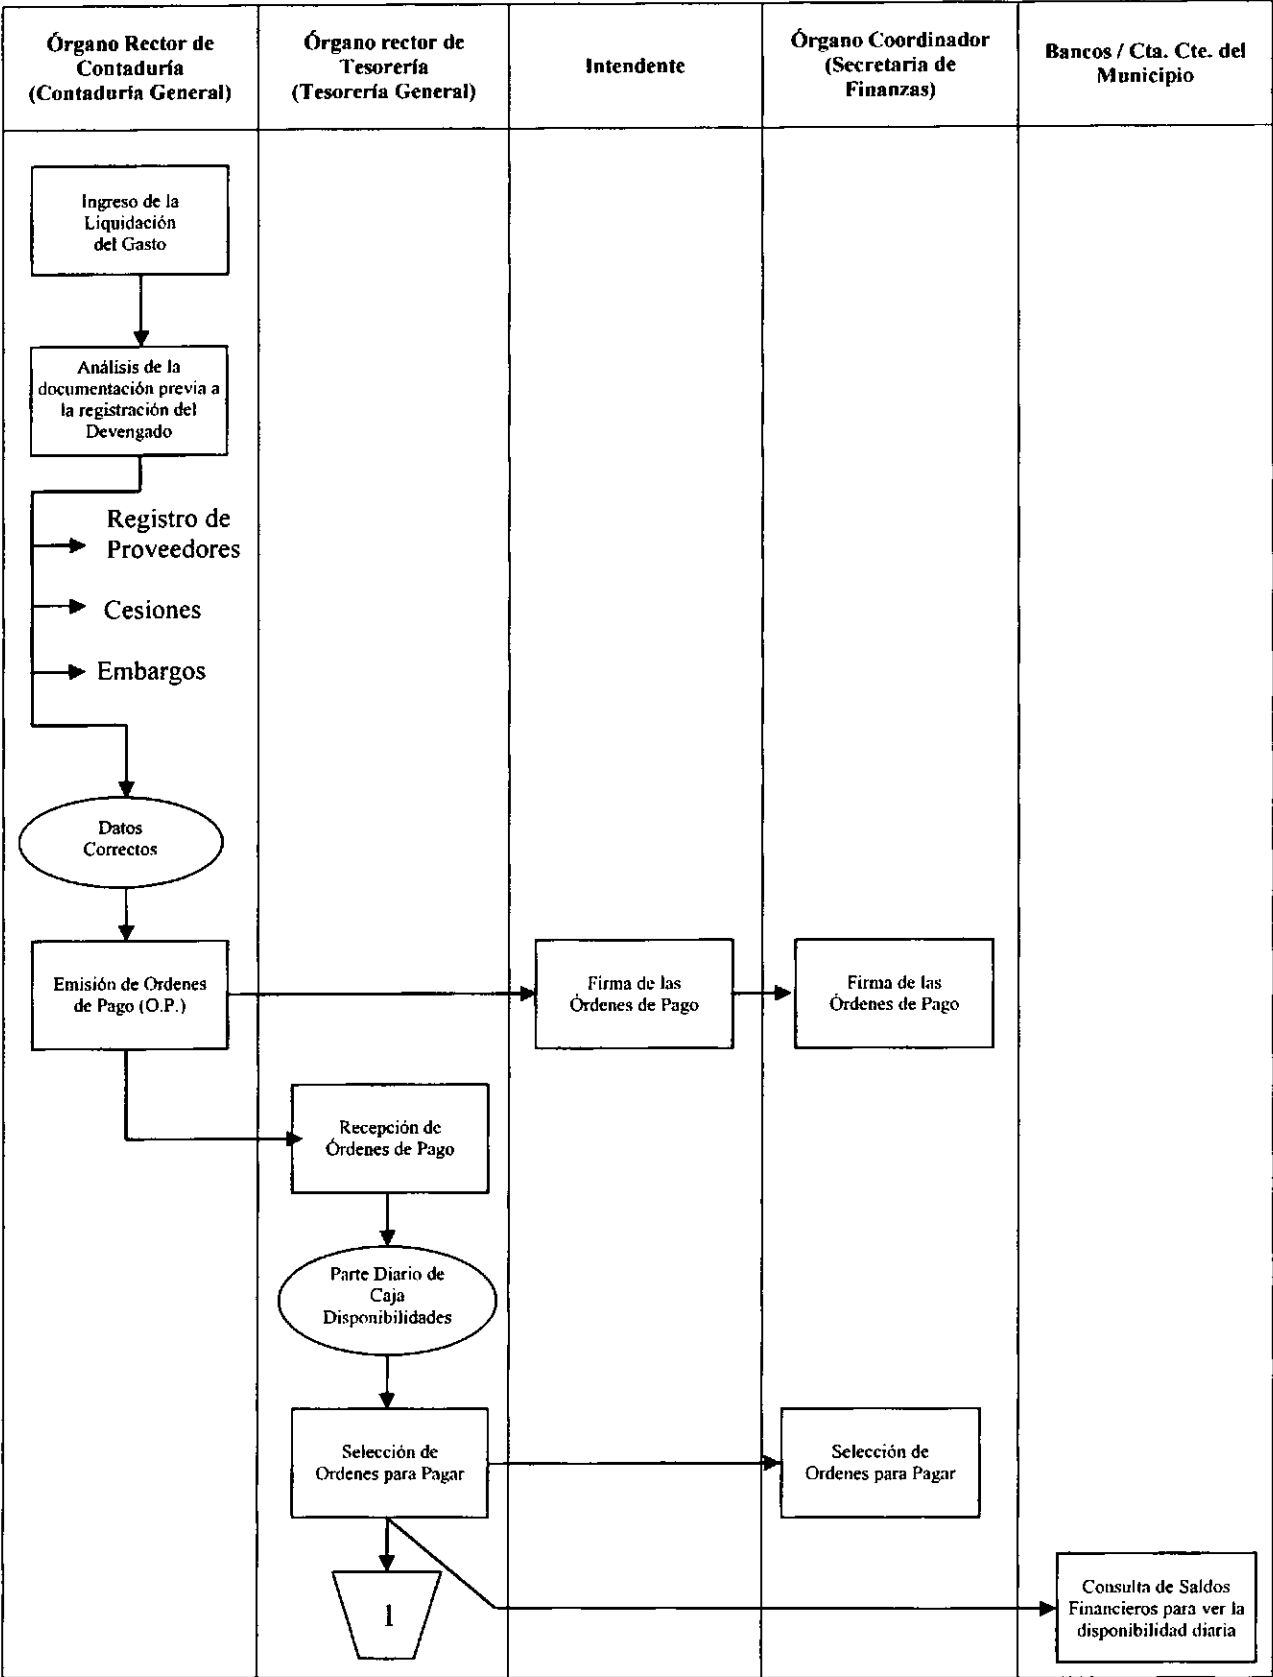 Órgano Rector de
Contaduría
(Contaduría General)
Órgano rector de
Tesorería
(Tesorería General)
Intendente
Órgano Coordinador
(Secretaria de
Finanzas)
Bancos / Cta. Cte. del
Municipio
Ingreso de la
Liquidación
del Gasto
Análisis de la
documentación previa a
la registración del
Devengado
Registro de
Proveedores
Cesiones
Embargos
Datos
Correctos
Emisión de Ordenes
de Pago (O.P.)
Firma de las
Órdenes de Pago
Firma de las
Órdenes de Pago
Recepción de
Órdenes de Pago
Parte Diario de
Caja
Disponibilidades
Selección de
Ordenes para Pagar
Selección de
Ordenes para Pagar
1
Consulta de Saldos
Financieros para ver la
disponibilidad diaria